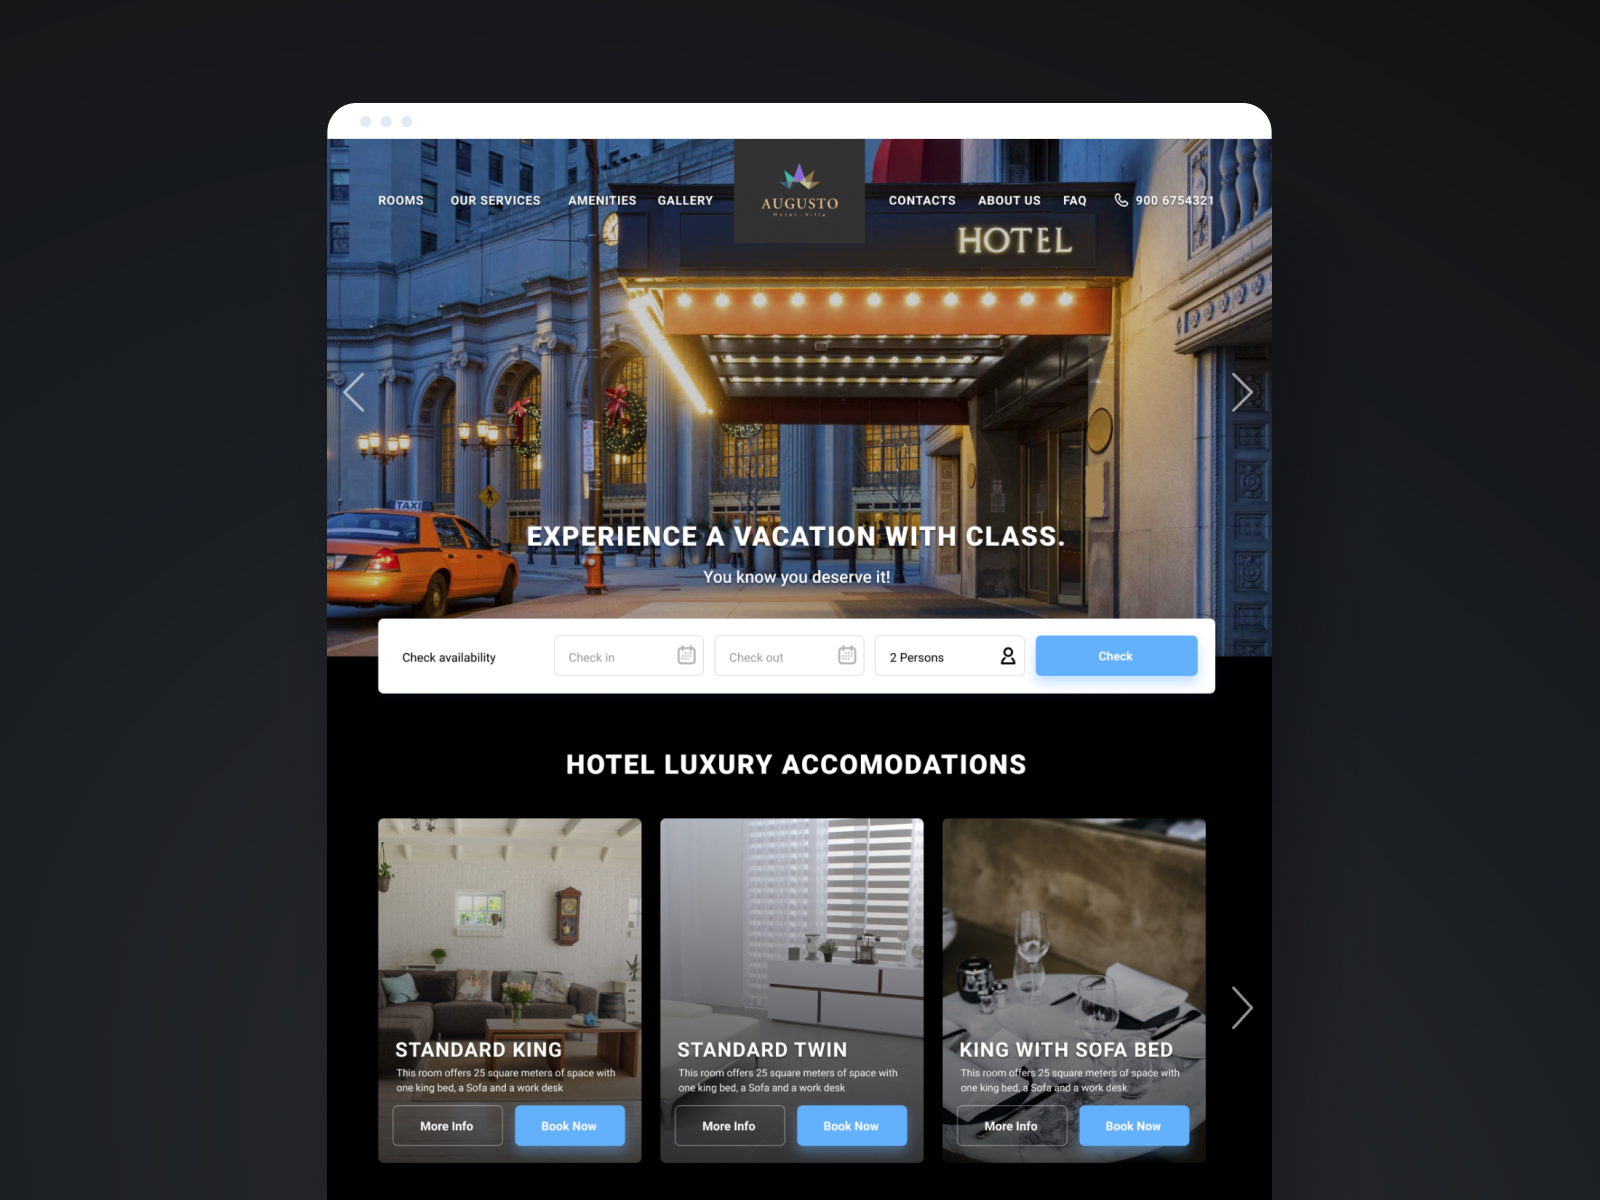 ROOMS OUR SERVICES AMENITIES GALLERY
AUGUSTO
Hotel-Villa
CONTACTS ABOUT US FAQ 900 6754321
HOTEL
TAXI
EXPERIENCE A VACATION WITH CLASS.
You know you deserve it!
Check availability
Check in
Check out
2 Persons
Check
HOTEL LUXURY ACCOMODATIONS
STANDARD KING
This room offers 25 square meters of space with
one king bed, a Sofa and a work desk
More Info
Book Now
STANDARD TWIN
This room offers 25 square meters of space with
one king bed, a Sofa and a work desk
More Info
Book Now
KING WITH SOFA BED
This room offers 25 square meters of space with
one king bed, a Sofa and a work desk
More Info
Book Now